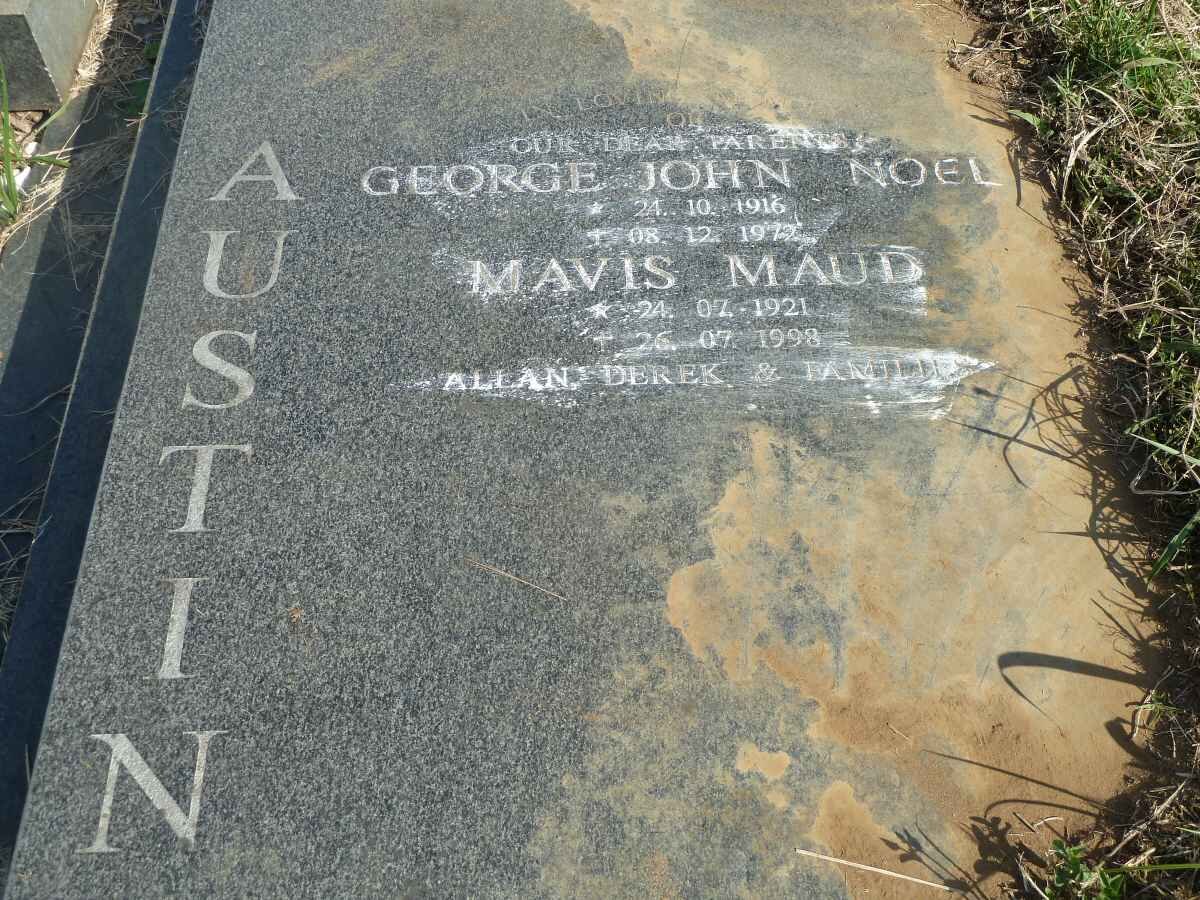 AUSTIN
IN LOVING
OF
OUR DEAR PARENTS
GEORGE JOHN NOEL
* 24. 10. 1916
† 08. 12. 1972
MAVIS MAUD
* 24. 07. 1921
† 26. 07. 1998
ALLAN, DEREK & FAMILIES